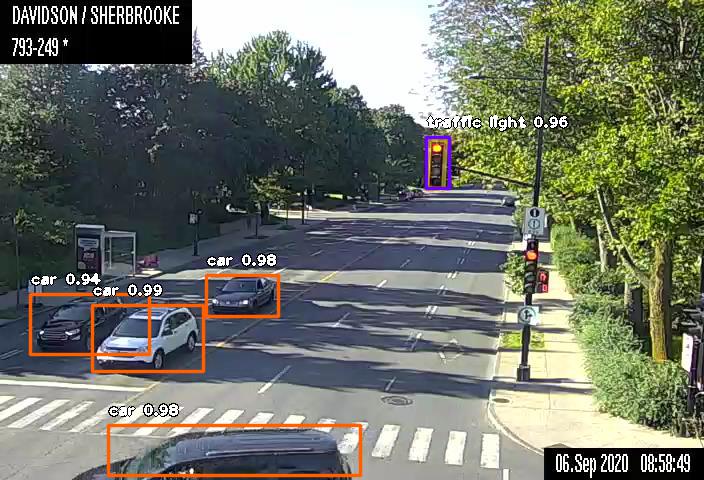 DAVIDSON / SHERBROOKE
793-249 *
traffic light 0.96
car 0.98
car 0.94
car 0.99
car 0.98
06.Sep 2020 08:58:49